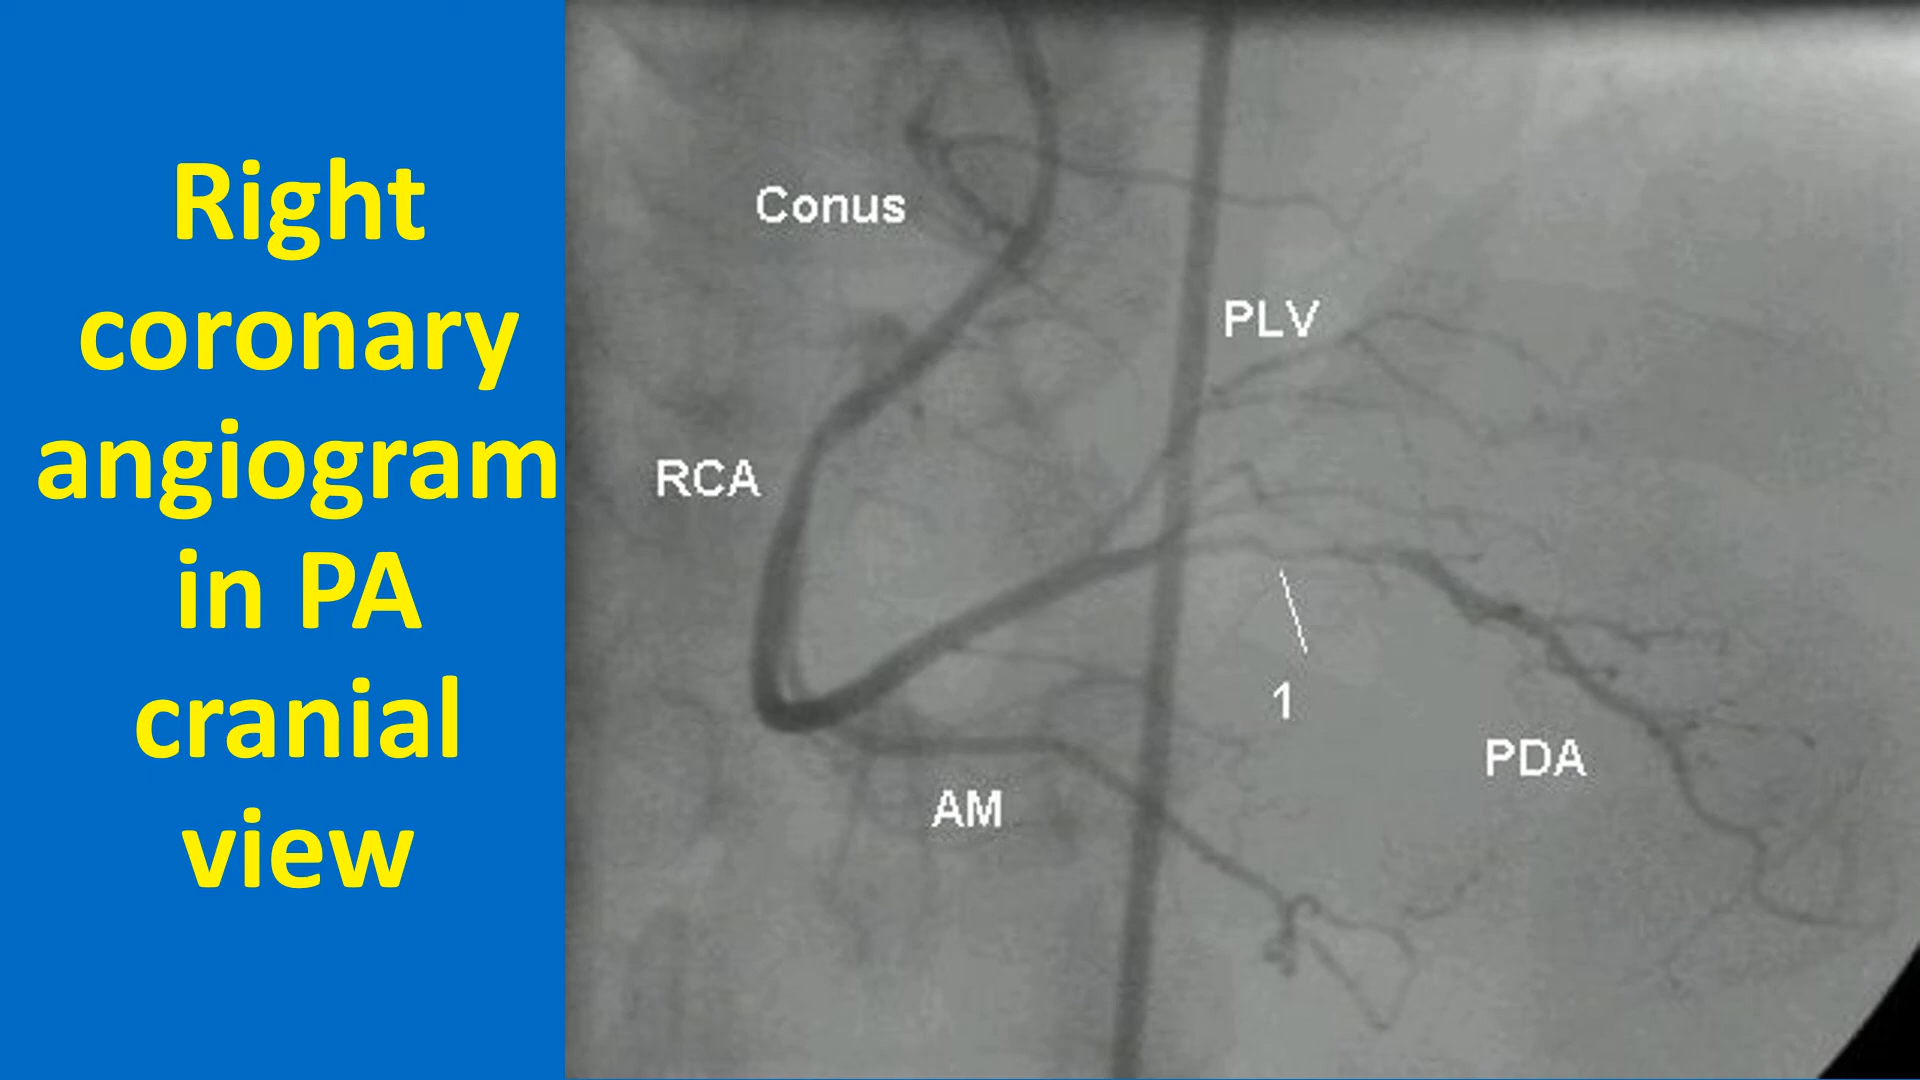 Right
coronary
angiogram
in PA
cranial
view
Conus
PLV
RCA
1
PDA
AM